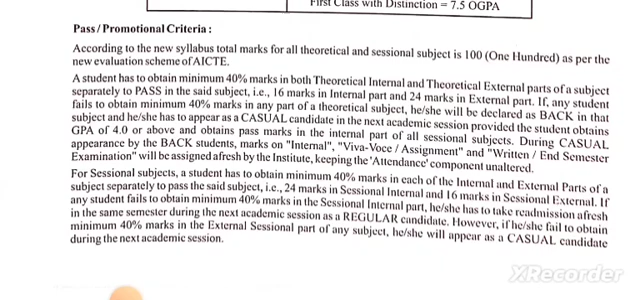 First Class with Distinction = 7.5 OGPA
Pass / Promotional Criteria :
According to the new syllabus total marks for all theoretical and sessional subject is 100 (One Hundred) as per the
new evaluation scheme of AICTE.
A student has to obtain minimum 40% marks in both Theoretical Internal and Theoretical External parts of a subject
separately to PASS in the said subject, i.e., 16 marks in Internal part and 24 marks in External part. If, any student
fails to obtain minimum 40% marks in any part of a theoretical subject, he/she will be declared as BACK in that
subject and he/she has to appear as a CASUAL candidate in the next academic session provided the student obtains
GPA of 4.0 or above and obtains pass marks in the internal part of all sessional subjects. During CASUAL
appearance by the BACK students, marks on "Internal", "Viva-Voce / Assignment" and "Written / End Semester
Examination" will be assigned afresh by the Institute, keeping the 'Attendance' component unaltered.
For Sessional subjects, a student has to obtain minimum 40% marks in each of the Internal and External Parts of a
subject separately to pass the said subject, i.e., 24 marks in Sessional Internal and 16 marks in Sessional External. If
any student fails to obtain minimum 40% marks in the Sessional Internal part, he/she has to take readmission afresh
in the same semester during the next academic session as a REGULAR candidate. However, if he/she fail to obtain
minimum 40% marks in the External Sessional part of any subject, he/she will appear as a CASUAL candidate
during the next academic session.
XRecorder